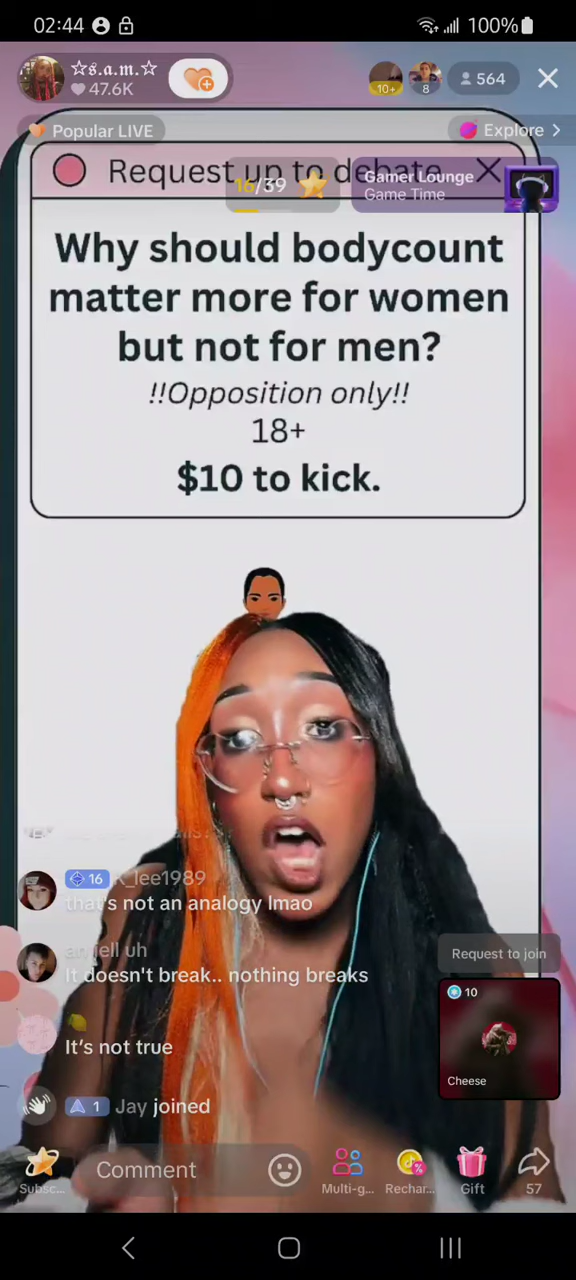 02:44
100%
☆𝔰.𝔞.𝔪.☆
47.6K
10+
8
564
Popular LIVE
Explore >
Request up to debate
16/39
Gamer Lounge
Game Time
Why should bodycount
matter more for women
but not for men?
!!Opposition only!!
18+
$10 to kick.
16 K_lee1989
that's not an analogy lmao
It doesn't break.. nothing breaks
🍋
It's not true
1 Jay joined
Request to join
10
Cheese
Comment
Subsc...
Multi-g...
Rechar...
Gift
57